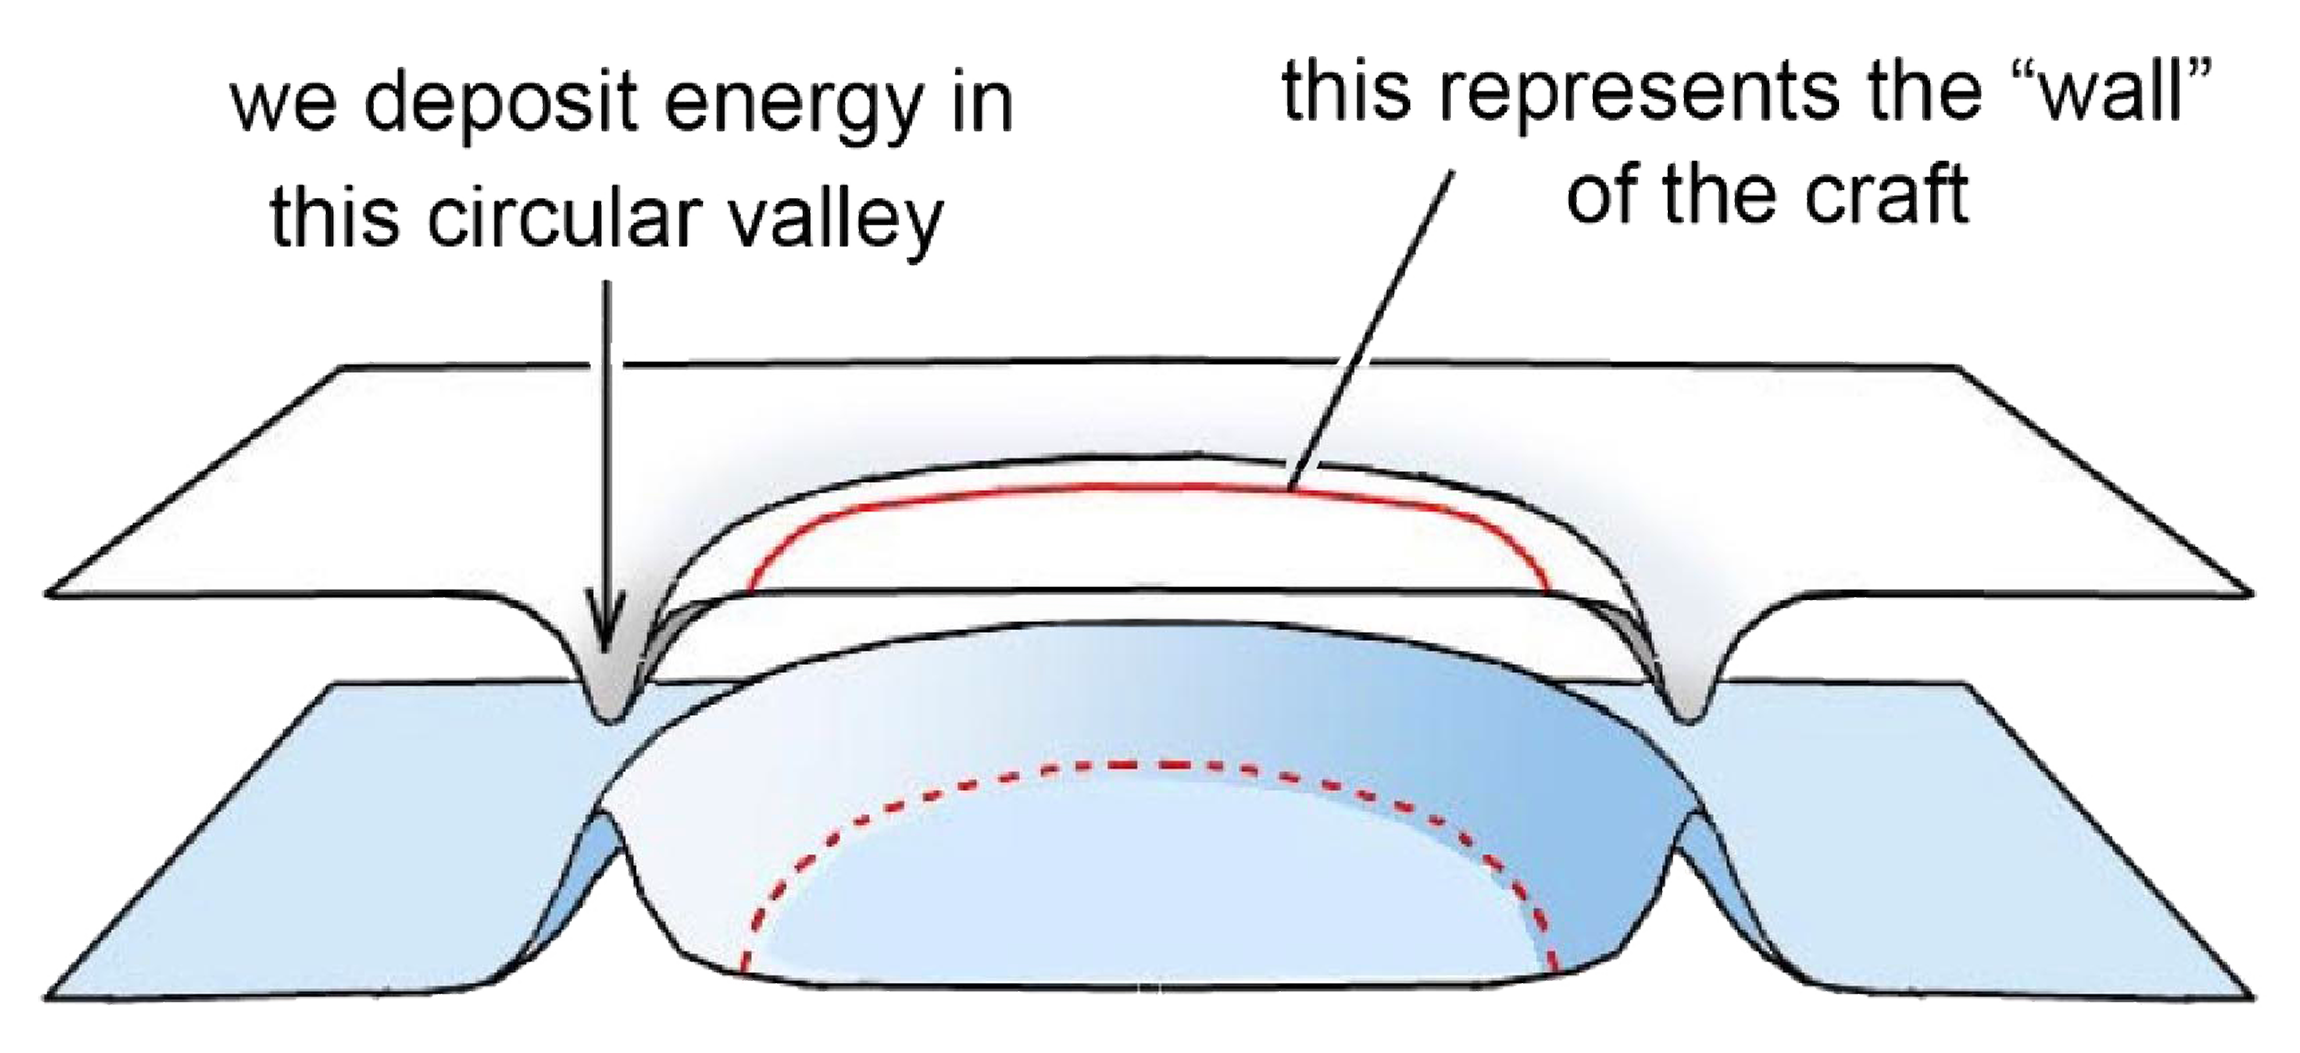 we deposit energy in
this circular valley
this represents the “wall”
of the craft